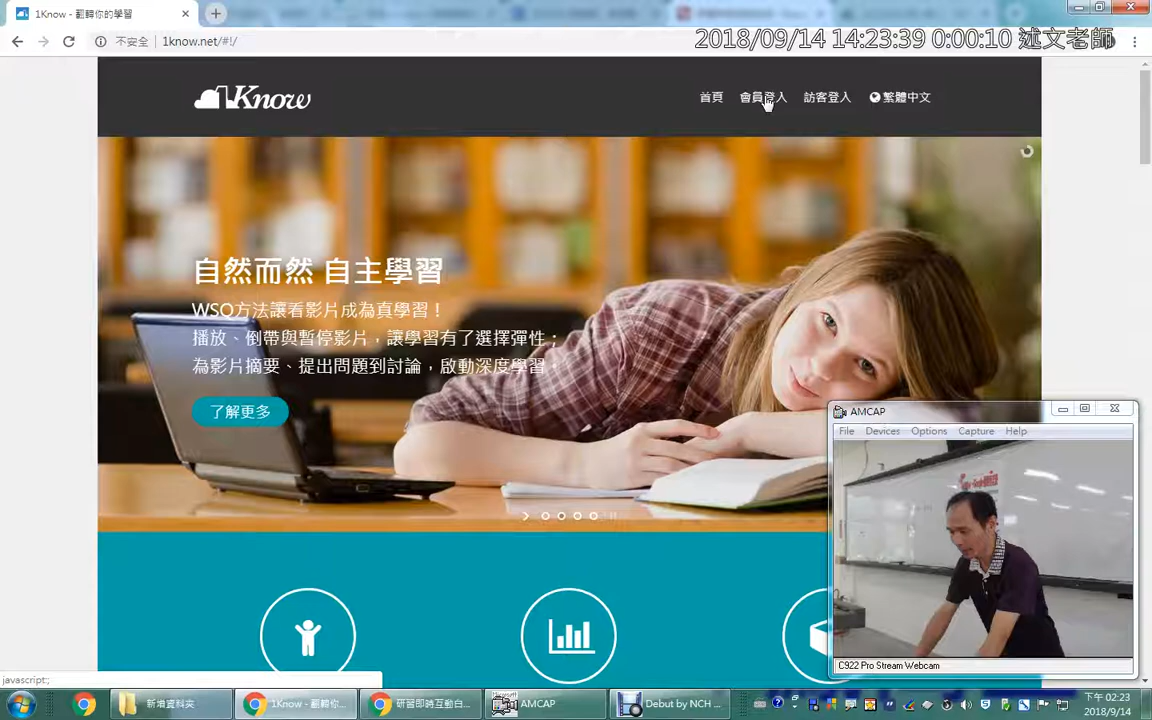 1Know - 翻轉你的學習
不安全 1know.net/#!/
2018/09/14 14:23:39 0:00:10 述文老師
1Know
首頁 會員登入 訪客登入 繁體中文
自然而然 自主學習
WSQ方法讓看影片成為真學習！
播放、倒帶與暫停影片，讓學習有了選擇彈性；
為影片摘要、提出問題到討論，啟動深度學習。
了解更多
AMCAP
File Devices Options Capture Help
C922 Pro Stream Webcam
javascript:;
新增資料夾
1Know - 翻轉你...
研習即時互動白...
AMCAP
Debut by NCH ...
下午 02:23
2018/9/14